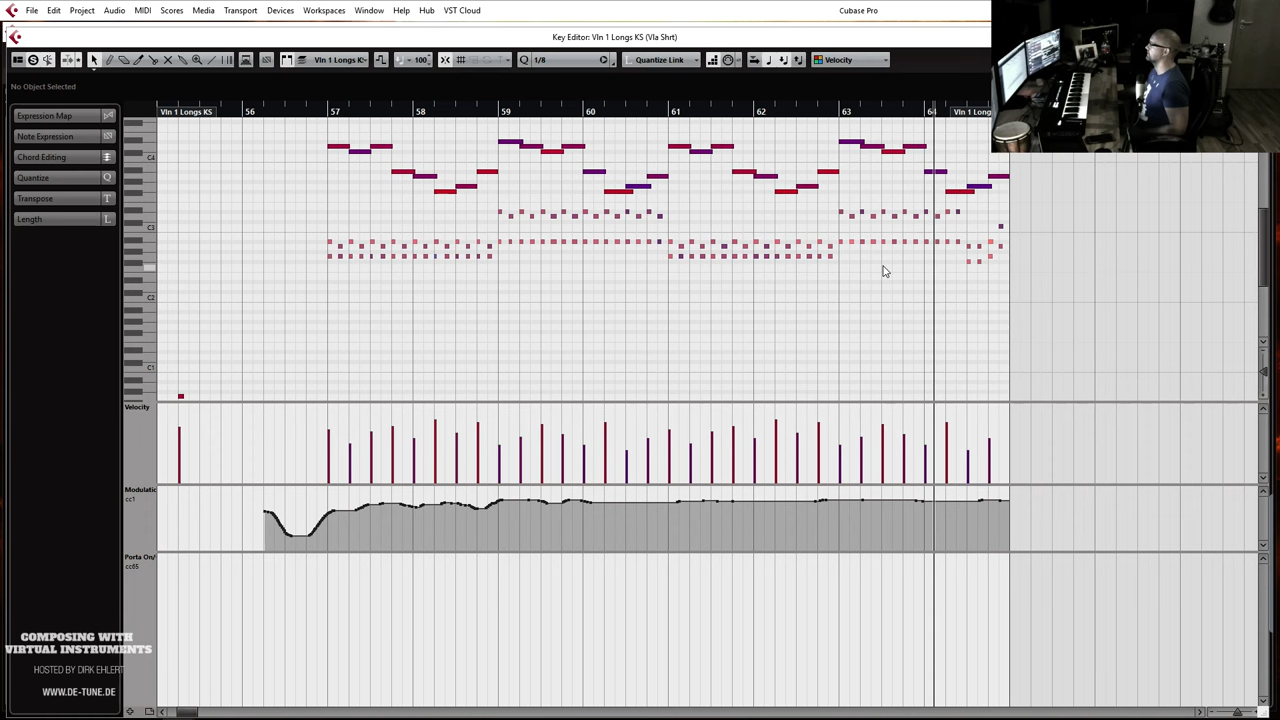 File Edit Project Audio MIDI Scores Media Transport Devices Workspaces Window Help Hub VST Cloud Cubase Pro
Key Editor: Vln 1 Longs KS (Vla Shrt)
Vln 1 Longs KS 100 Q 1/8 Quantize Link Velocity
No Object Selected
Expression Map
Note Expression
Chord Editing
Quantize Q
Transpose T
Length L
Vln 1 Longs KS 56 57 58 59 60 61 62 63 64 Vln 1 Longs
C4
C3
C2
C1
Velocity
Modulatic
cc1
Porta On/
cc65
COMPOSING WITH
VIRTUAL INSTRUMENTS
HOSTED BY DIRK EHLERT
WWW.DE-TUNE.DE